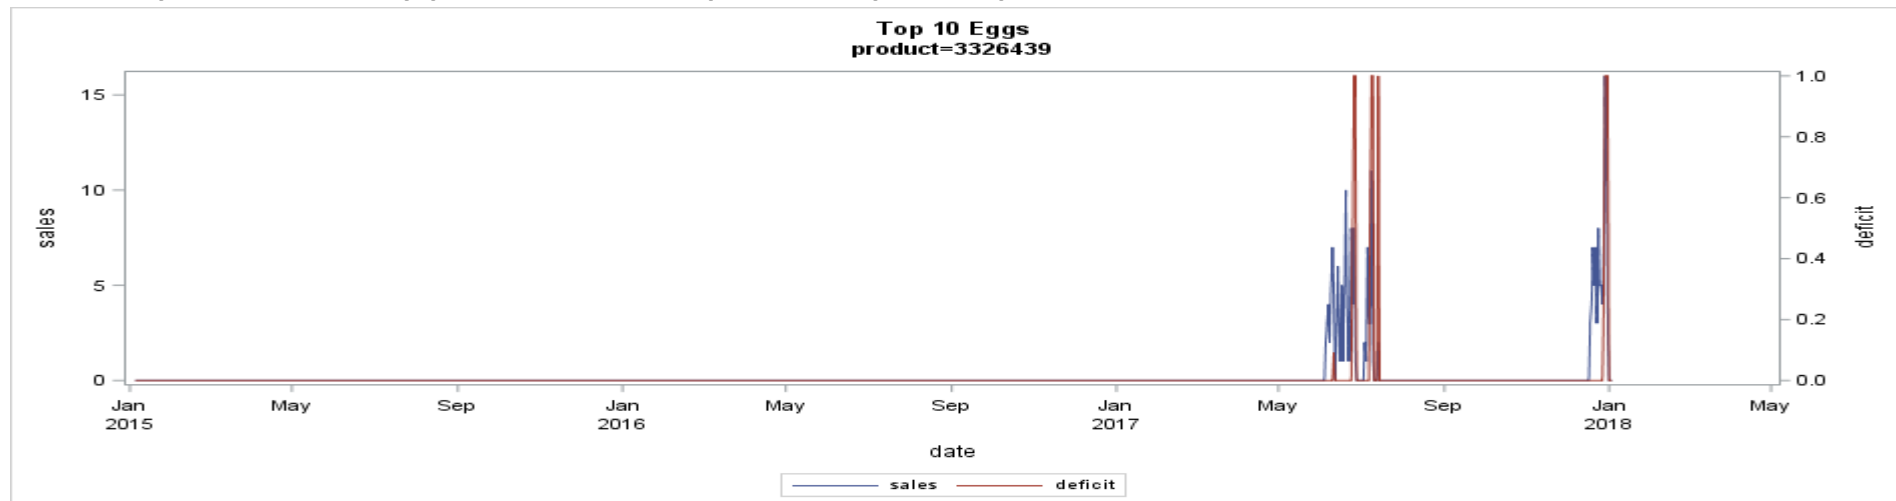 Top 10 Eggs
product=3326439
15
10
5
0
sales
1.0
0.8
0.6
0.4
0.2
0.0
deficit
Jan May Sep Jan May Sep Jan May Sep Jan May
2015 2016 2017 2018
date
sales deficit